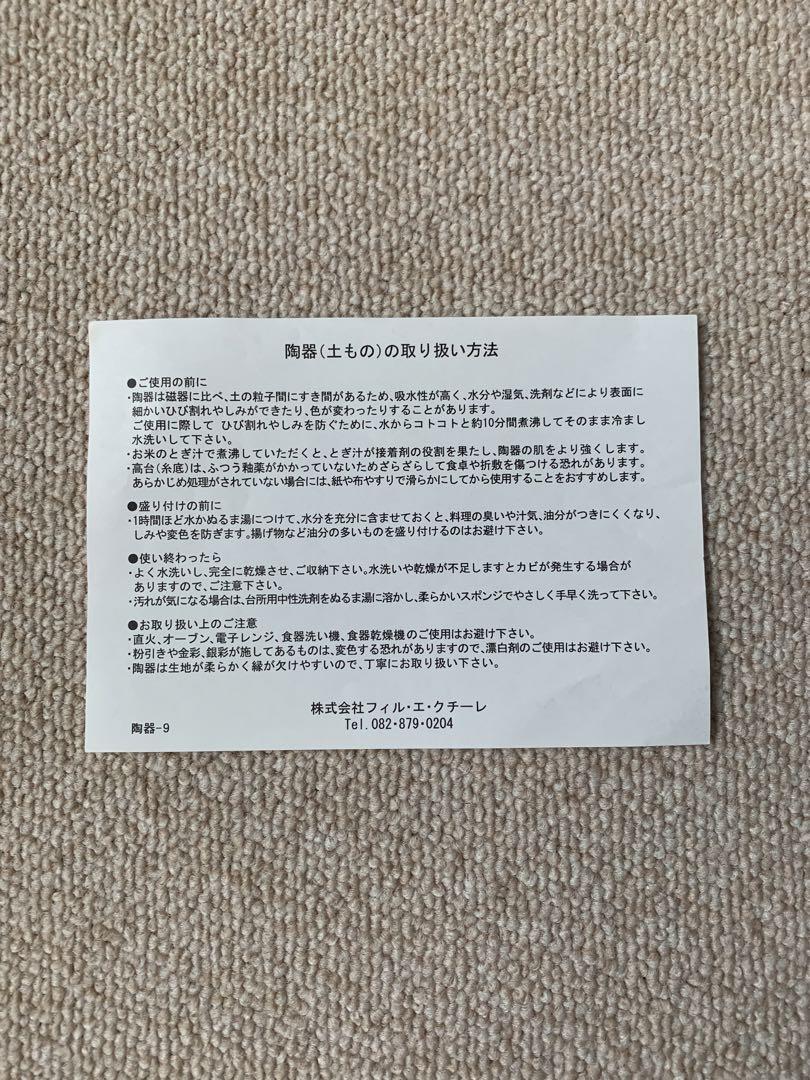 陶器(土もの)の取り扱い方法
●ご使用の前に
・陶器は磁器に比べ、土の粒子間にすき間があるため、吸水性が高く、水分や湿気、洗剤などにより表面に
細かいひび割れやしみができたり、色が変わったりすることがあります。
ご使用に際して ひび割れやしみを防ぐために、水からコトコトと約10分間煮沸してそのまま冷まし
水洗いして下さい。
・お米のとぎ汁で煮沸していただくと、とぎ汁が接着剤の役割を果たし、陶器の肌をより強くします。
・高台(糸底)は、ふつう釉薬がかかっていないためざらざらして食卓や折敷を傷つける恐れがあります。
あらかじめ処理がされていない場合には、紙や布やすりで滑らかにしてから使用することをおすすめします。
●盛り付けの前に
・1時間ほど水かぬるま湯につけて、水分を充分に含ませておくと、料理の臭いや汁気、油分がつきにくくなり、
しみや変色を防ぎます。揚げ物など油分の多いものを盛り付けるのはお避け下さい。
●使い終わったら
・よく水洗いし、完全に乾燥させ、ご収納下さい。水洗いや乾燥が不足しますとカビが発生する場合が
ありますので、ご注意下さい。
・汚れが気になる場合は、台所用中性洗剤をぬるま湯に溶かし、柔らかいスポンジでやさしく手早く洗って下さい。
●お取り扱い上のご注意
・直火、オーブン、電子レンジ、食器洗い機、食器乾燥機のご使用はお避け下さい。
・粉引きや金彩、銀彩が施してあるものは、変色する恐れがありますので、漂白剤のご使用はお避け下さい。
・陶器は生地が柔らかく縁が欠けやすいので、丁寧にお取り扱い下さい。
株式会社フィル・エ・クチーレ
Tel.082・879・0204
陶器-9